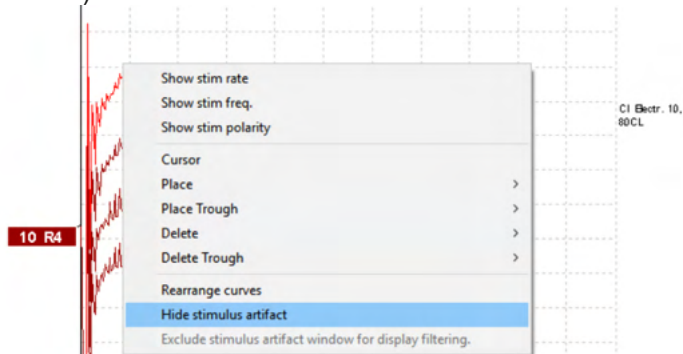 Show stim rate
Show stim freq.
Show stim polarity
CI Electr. 10,
80CL
Cursor
Place
Place Trough
10 R4
Delete
Delete Trough
Rearrange curves
Hide stimulus artifact
Exclude stimulus artifact window for display filtering.